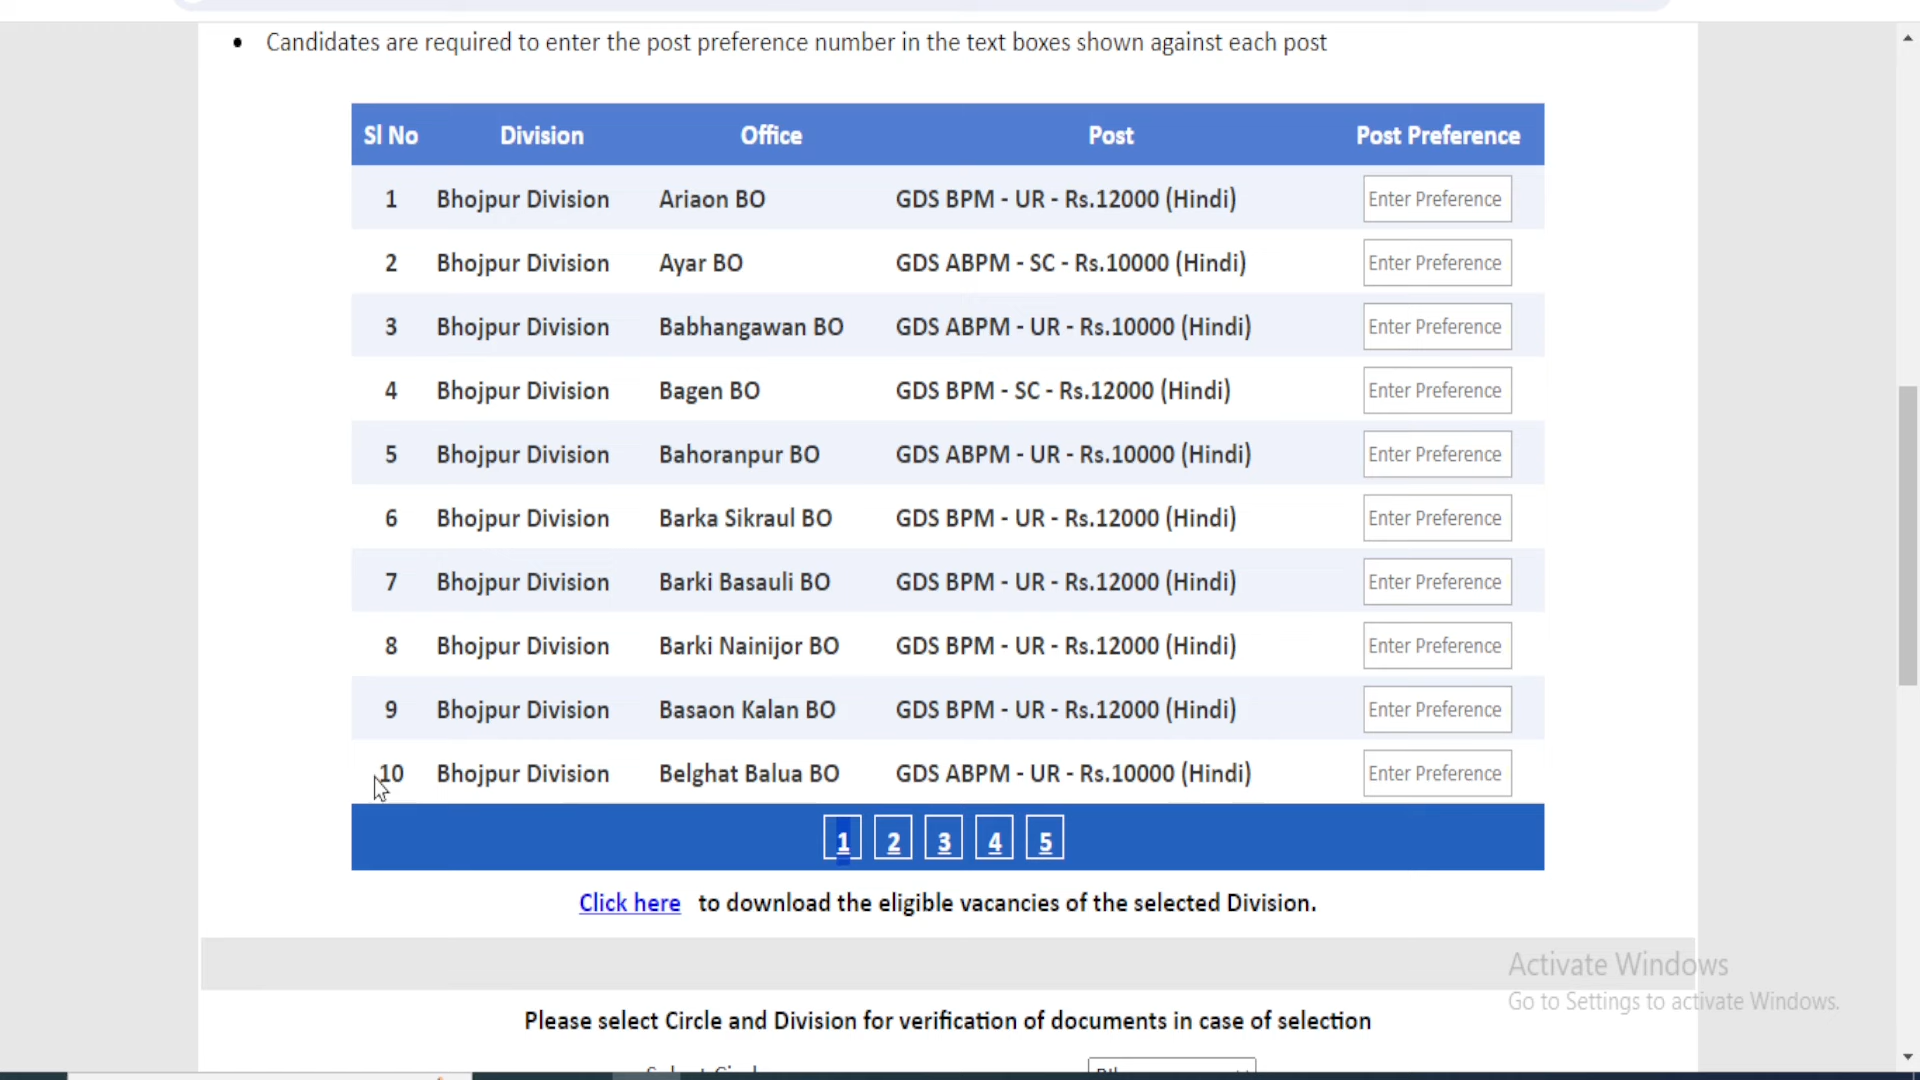 Candidates are required to enter the post preference number in the text boxes shown against each post
Sl No Division Office Post Post Preference
1 Bhojpur Division Ariaon BO GDS BPM - UR - Rs.12000 (Hindi) Enter Preference
2 Bhojpur Division Ayar BO GDS ABPM - SC - Rs.10000 (Hindi) Enter Preference
3 Bhojpur Division Babhangawan BO GDS ABPM - UR - Rs.10000 (Hindi) Enter Preference
4 Bhojpur Division Bagen BO GDS BPM - SC - Rs.12000 (Hindi) Enter Preference
5 Bhojpur Division Bahoranpur BO GDS ABPM - UR - Rs.10000 (Hindi) Enter Preference
6 Bhojpur Division Barka Sikraul BO GDS BPM - UR - Rs.12000 (Hindi) Enter Preference
7 Bhojpur Division Barki Basauli BO GDS BPM - UR - Rs.12000 (Hindi) Enter Preference
8 Bhojpur Division Barki Nainijor BO GDS BPM - UR - Rs.12000 (Hindi) Enter Preference
9 Bhojpur Division Basaon Kalan BO GDS BPM - UR - Rs.12000 (Hindi) Enter Preference
10 Bhojpur Division Belghat Balua BO GDS ABPM - UR - Rs.10000 (Hindi) Enter Preference
1 2 3 4 5
Click here to download the eligible vacancies of the selected Division.
Activate Windows
Go to Settings to activate Windows.
Please select Circle and Division for verification of documents in case of selection